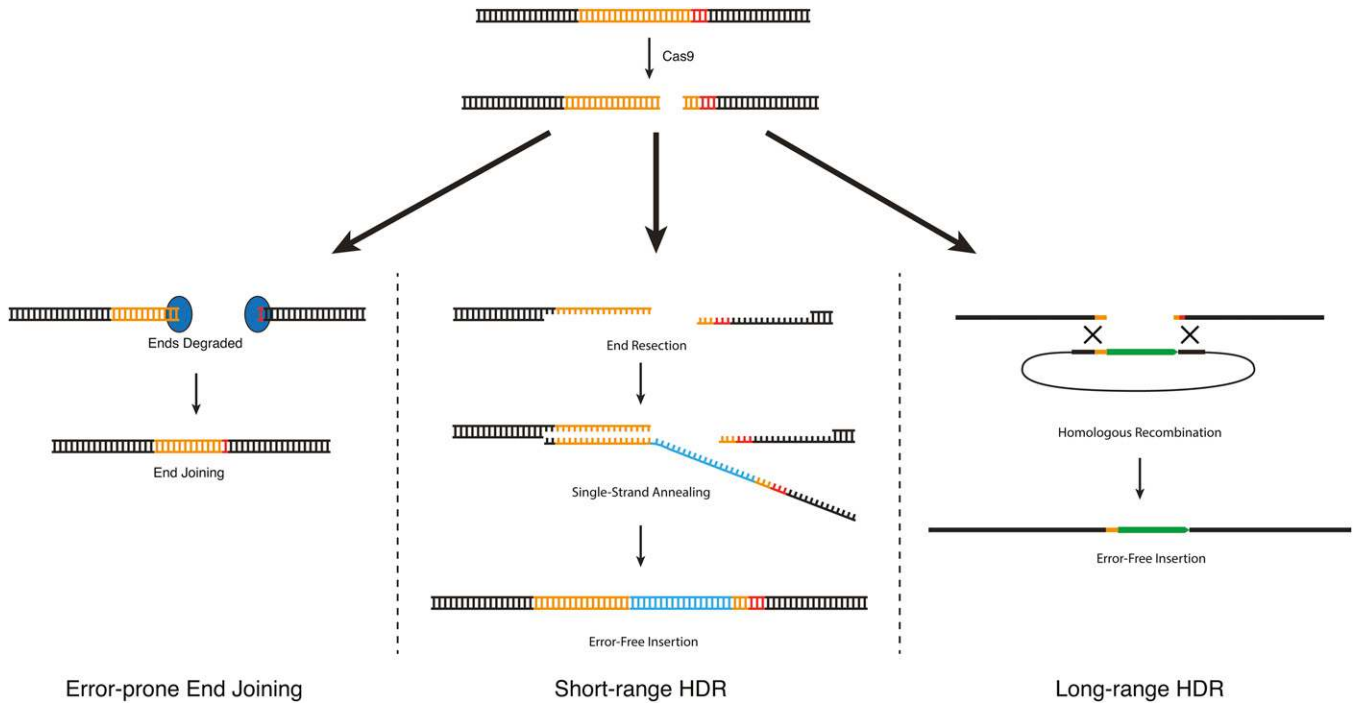 Cas9
Ends Degraded
End Joining
End Resection
Single-Strand Annealing
Error-Free Insertion
Homologous Recombination
Error-Free Insertion
Error-prone End Joining
Short-range HDR
Long-range HDR